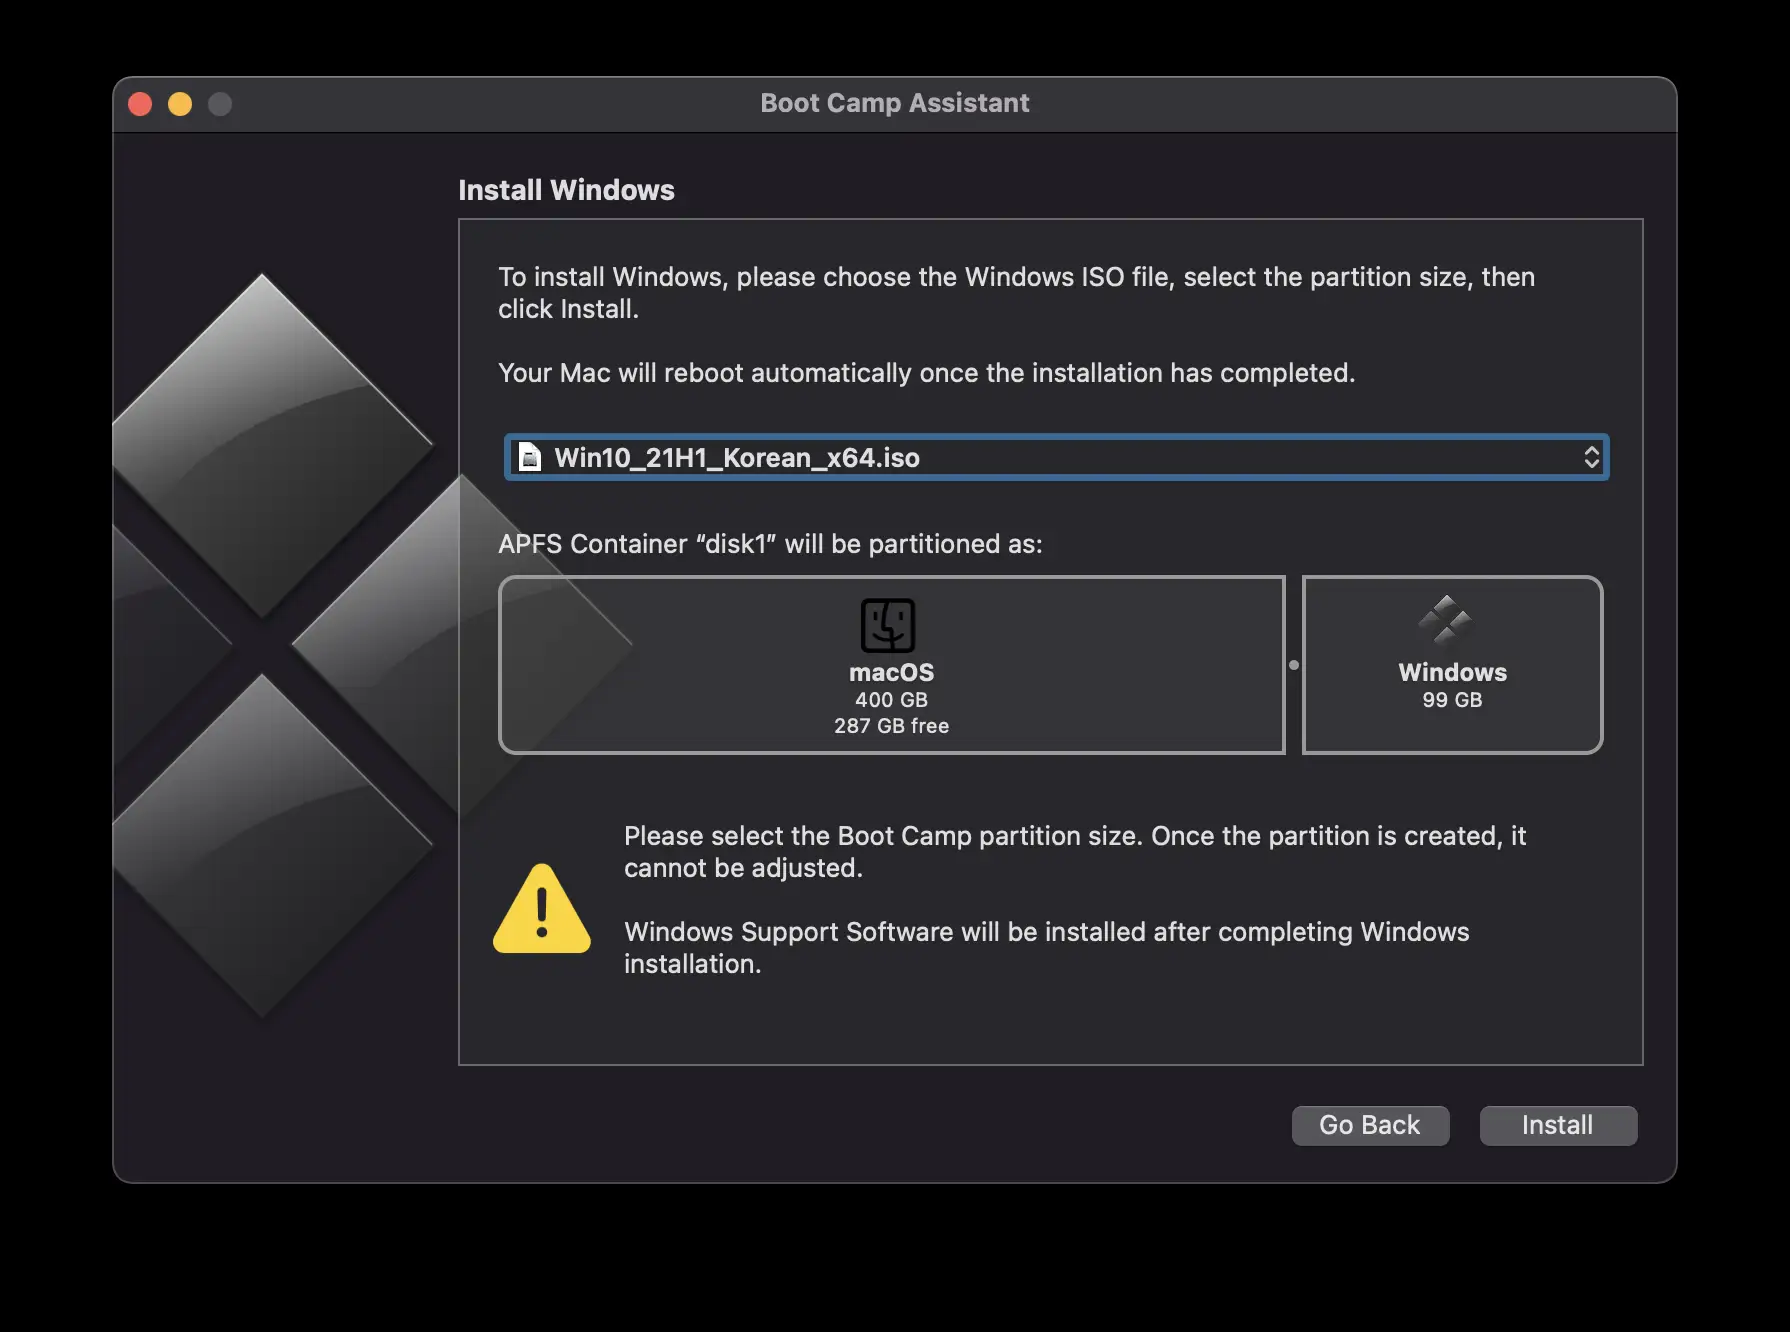 Boot Camp Assistant
Install Windows
To install Windows, please choose the Windows ISO file, select the partition size, then
click Install.
Your Mac will reboot automatically once the installation has completed.
Win10_21H1_Korean_x64.iso
APFS Container “disk1” will be partitioned as:
macOS
400 GB
287 GB free
Windows
99 GB
Please select the Boot Camp partition size. Once the partition is created, it
cannot be adjusted.
Windows Support Software will be installed after completing Windows
installation.
Go Back
Install